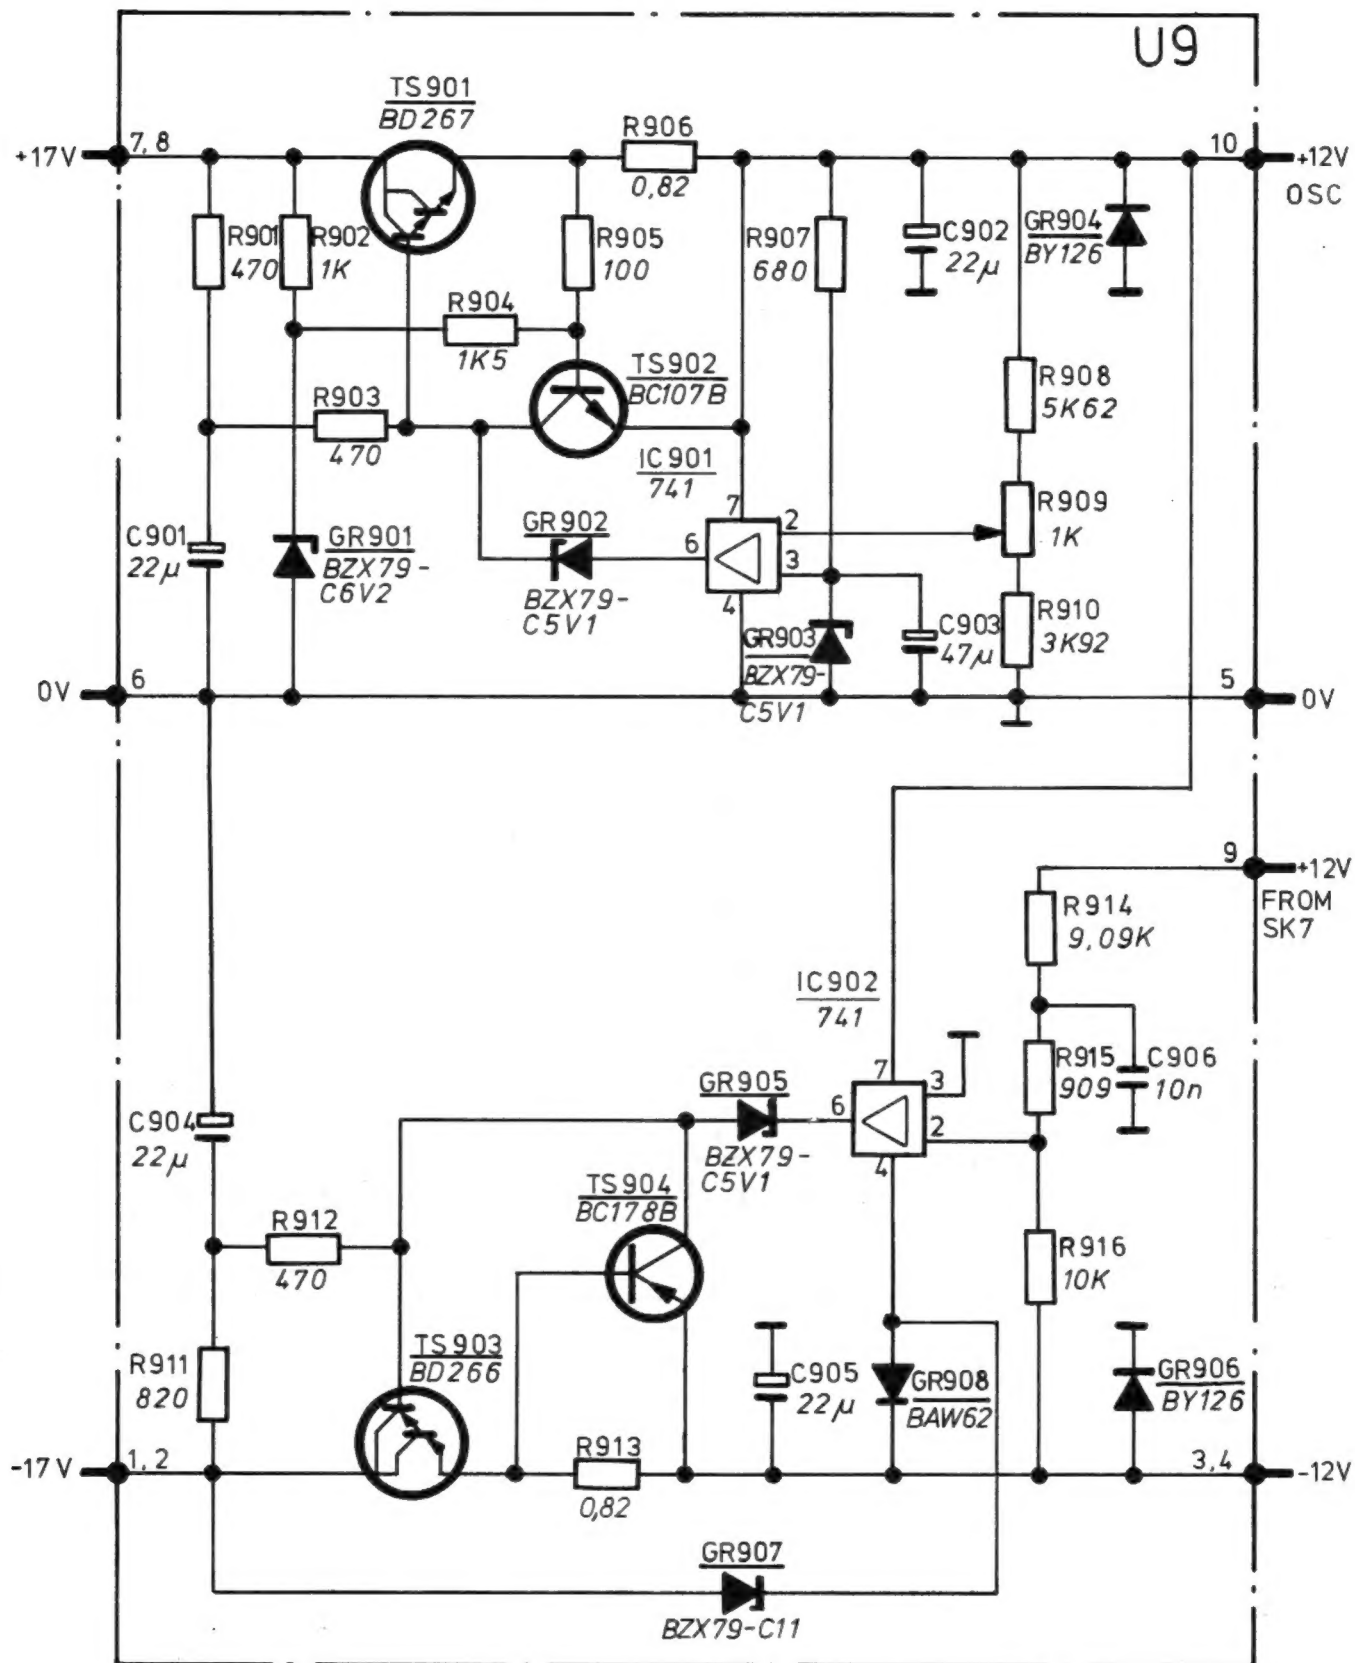 U9
TS901
BD267
R906
0,82
+17V
7,8
10
+12V
OSC
R901
470
R902
1K
R905
100
R907
680
C902
22µ
GR904
BY126
R904
1K5
TS902
BC107B
R908
5K62
R903
470
IC901
741
7
2
6
3
4
R909
1K
C901
22µ
GR901
BZX79-
C6V2
GR902
BZX79-
C5V1
GR903
BZX79-
C5V1
C903
47µ
R910
3K92
0V
6
5
0V
9
+12V
FROM
SK7
R914
9,09K
IC902
741
R915
909
C906
10n
GR905
BZX79-
C5V1
7
3
6
2
4
C904
22µ
TS904
BC178B
R912
470
R916
10K
R911
820
TS903
BD266
C905
22µ
GR908
BAW62
GR906
BY126
-17V
1,2
R913
0,82
3,4
-12V
GR907
BZX79-C11